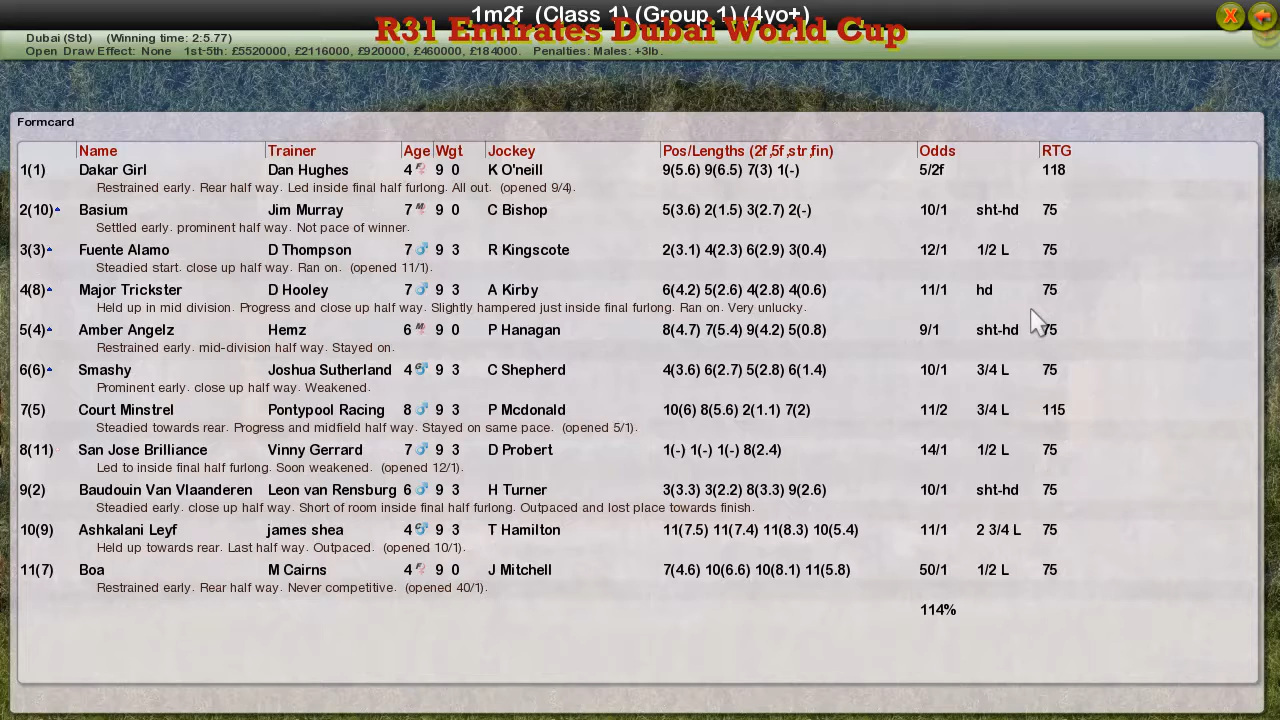 1m2f (Class 1) (Group 1) (4yo+)
R31 Emirates Dubai World Cup
Dubai (Std) (Winning time: 2:5.77)
Open Draw Effect: None 1st-5th: £5520000, £2116000, £920000, £460000, £184000. Penalties: Males: +3lb.
Formcard
Name Trainer Age Wgt Jockey Pos/Lengths (2f,5f,str,fin) Odds RTG
1(1) Dakar Girl Dan Hughes 4 9 0 K O'neill 9(5.6) 9(6.5) 7(3) 1(-) 5/2f 118
Restrained early. Rear half way. Led inside final half furlong. All out. (opened 9/4).
2(10) Basium Jim Murray 7 9 0 C Bishop 5(3.6) 2(1.5) 3(2.7) 2(-) 10/1 sht-hd 75
Settled early. prominent half way. Not pace of winner.
3(3) Fuente Alamo D Thompson 7 9 3 R Kingscote 2(3.1) 4(2.3) 6(2.9) 3(0.4) 12/1 1/2 L 75
Steadied start. close up half way. Ran on. (opened 11/1).
4(8) Major Trickster D Hooley 7 9 3 A Kirby 6(4.2) 5(2.6) 4(2.8) 4(0.6) 11/1 hd 75
Held up in mid division. Progress and close up half way. Slightly hampered just inside final furlong. Ran on. Very unlucky.
5(4) Amber Angelz Hemz 6 9 0 P Hanagan 8(4.7) 7(5.4) 9(4.2) 5(0.8) 9/1 sht-hd 75
Restrained early. mid-division half way. Stayed on.
6(6) Smashy Joshua Sutherland 4 9 3 C Shepherd 4(3.6) 6(2.7) 5(2.8) 6(1.4) 10/1 3/4 L 75
Prominent early. close up half way. Weakened.
7(5) Court Minstrel Pontypool Racing 8 9 3 P Mcdonald 10(6) 8(5.6) 2(1.1) 7(2) 11/2 3/4 L 115
Steadied towards rear. Progress and midfield half way. Stayed on same pace. (opened 5/1).
8(11) San Jose Brilliance Vinny Gerrard 7 9 3 D Probert 1(-) 1(-) 1(-) 8(2.4) 14/1 1/2 L 75
Led to inside final half furlong. Soon weakened. (opened 12/1).
9(2) Baudouin Van Vlaanderen Leon van Rensburg 6 9 3 H Turner 3(3.3) 3(2.2) 8(3.3) 9(2.6) 10/1 sht-hd 75
Steadied early. close up half way. Short of room inside final half furlong. Outpaced and lost place towards finish.
10(9) Ashkalani Leyf james shea 4 9 3 T Hamilton 11(7.5) 11(7.4) 11(8.3) 10(5.4) 11/1 2 3/4 L 75
Held up towards rear. Last half way. Outpaced. (opened 10/1).
11(7) Boa M Cairns 4 9 0 J Mitchell 7(4.6) 10(6.6) 10(8.1) 11(5.8) 50/1 1/2 L 75
Restrained early. Rear half way. Never competitive. (opened 40/1).
114%